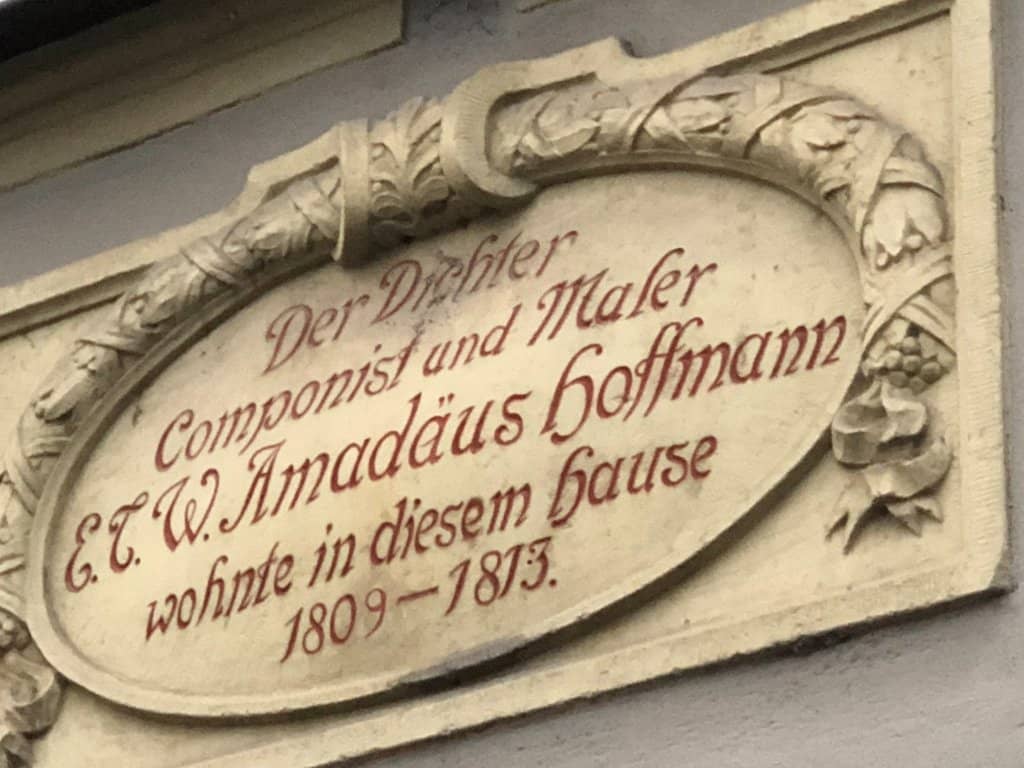 Der Dichter
Componist und Maler
E. T. W. Amadäus Hoffmann
wohnte in diesem Hause
1809 – 1813.